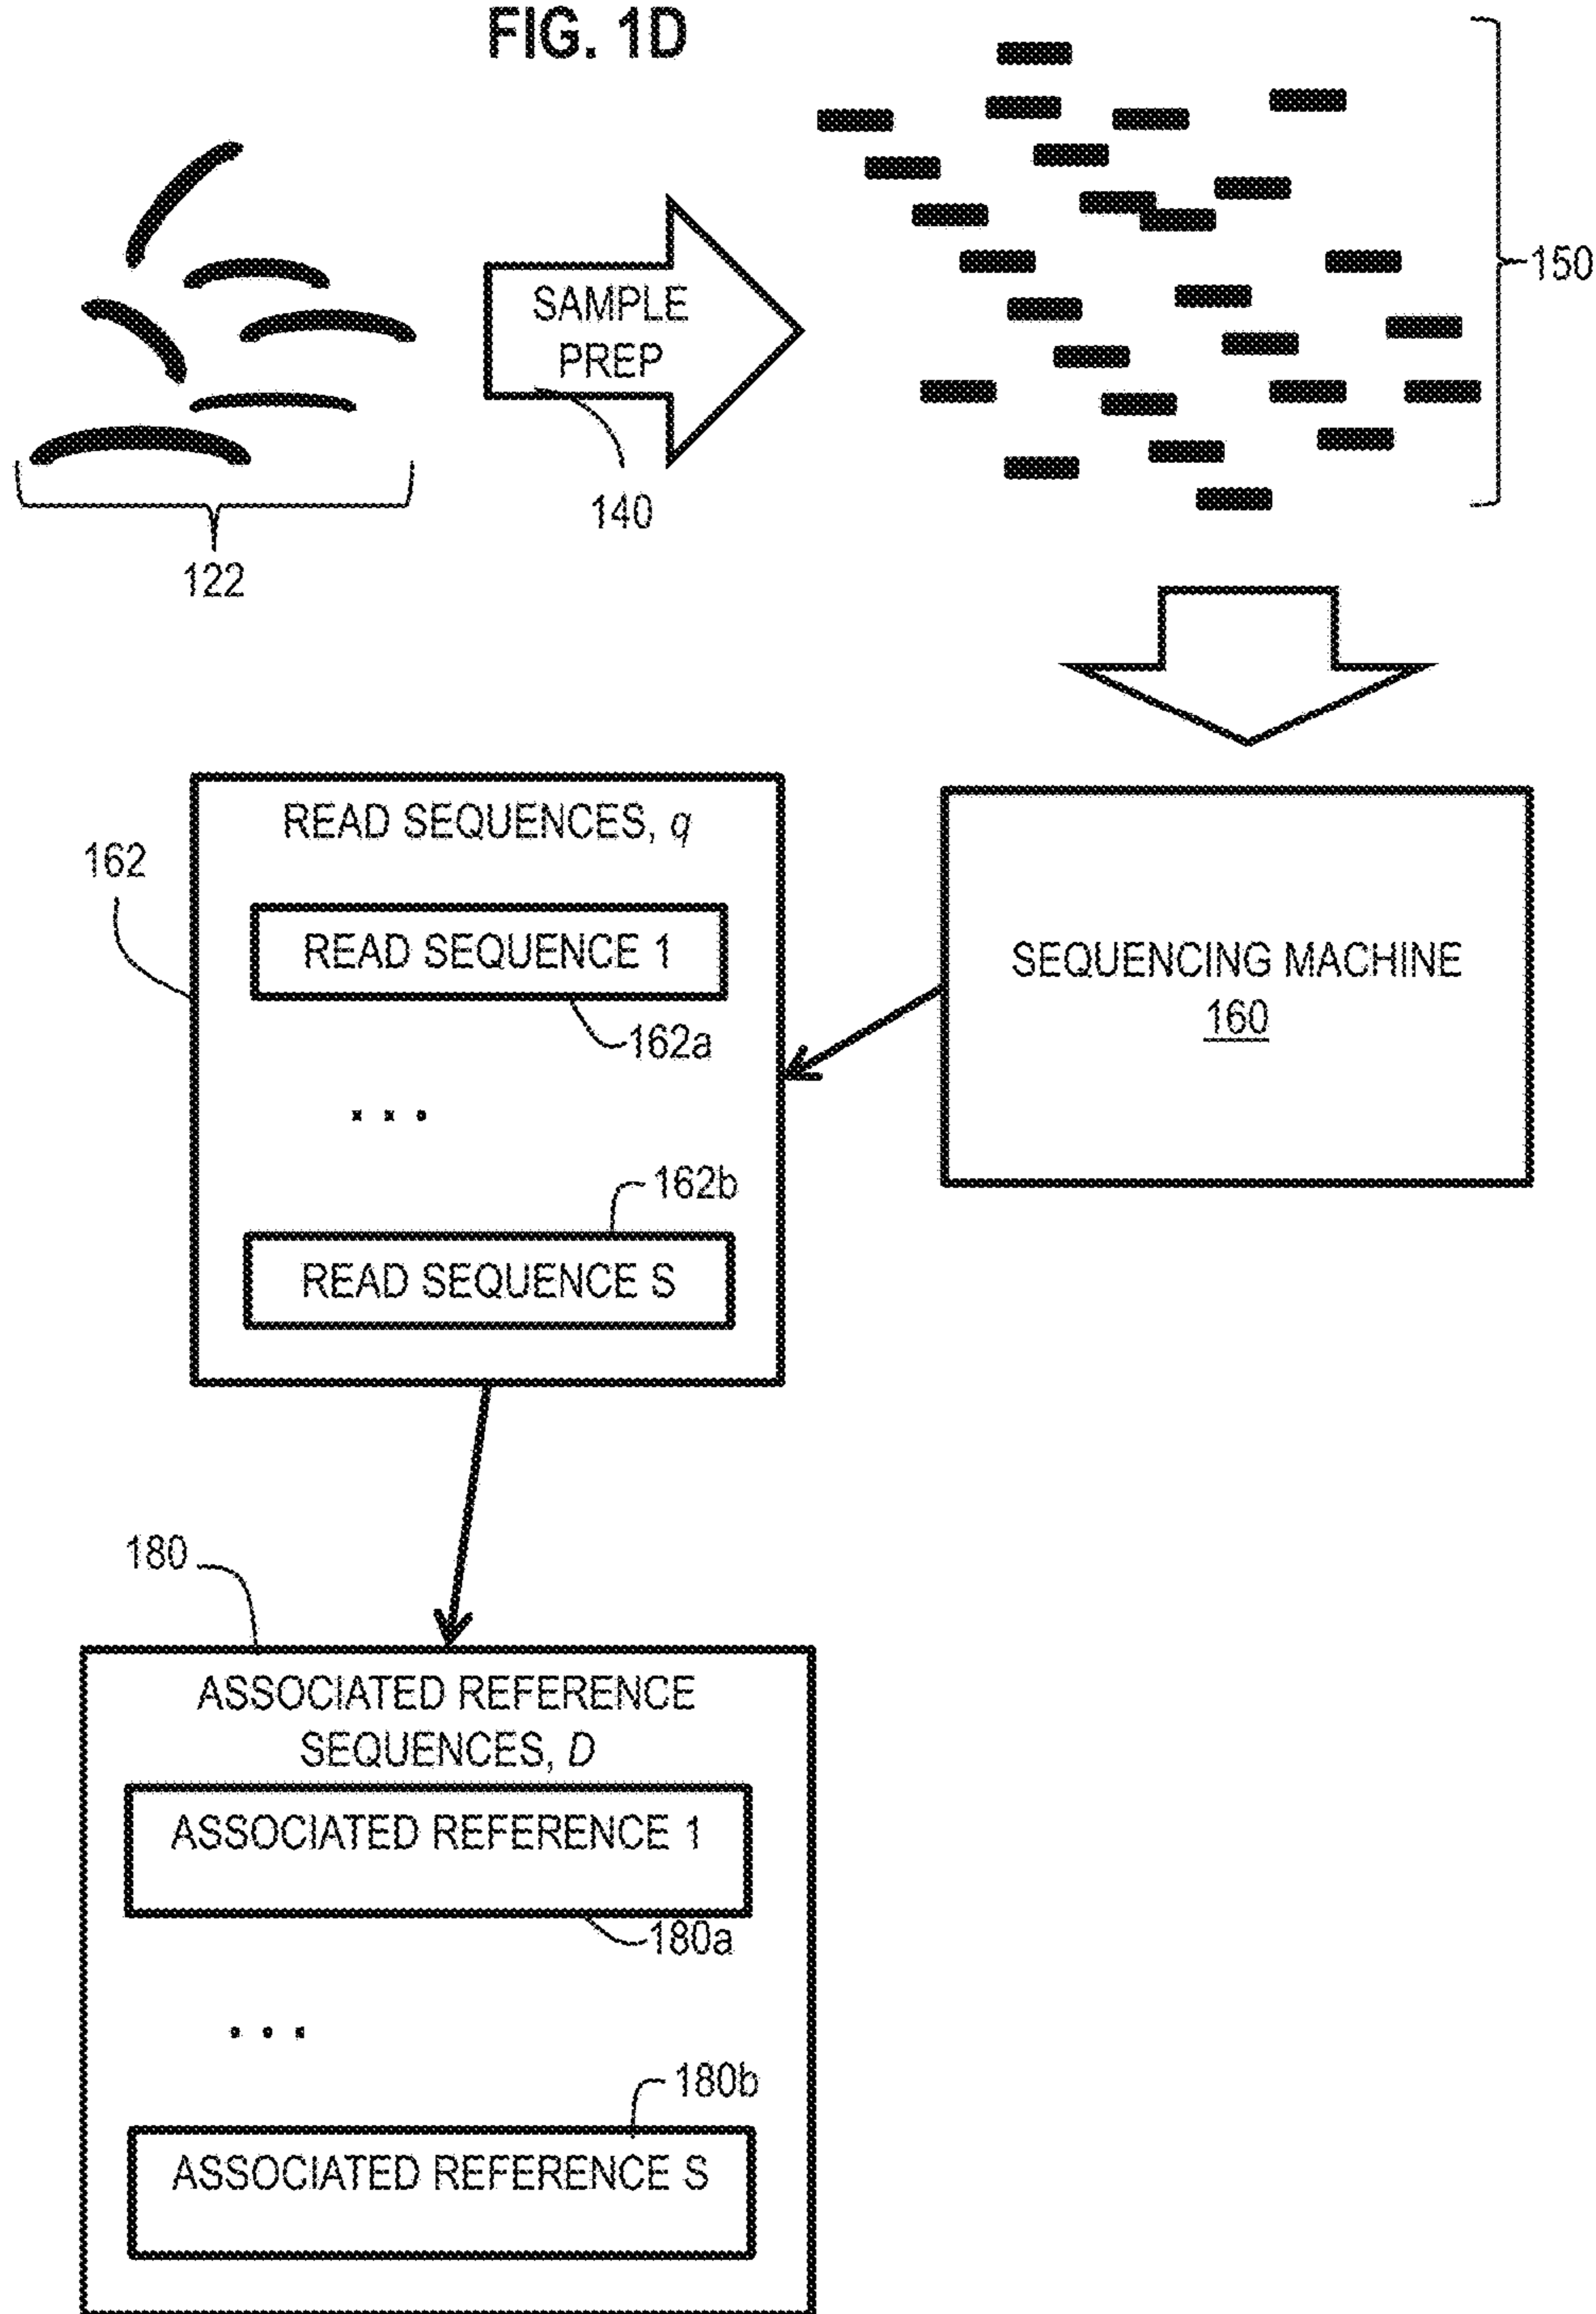 FIG. 1D
150
SAMPLE
PREP
140
122
READ SEQUENCES, q
162
READ SEQUENCE 1
162a
. . .
162b
READ SEQUENCE S
SEQUENCING MACHINE
160
180
ASSOCIATED REFERENCE
SEQUENCES, D
ASSOCIATED REFERENCE 1
180a
. . .
180b
ASSOCIATED REFERENCE S